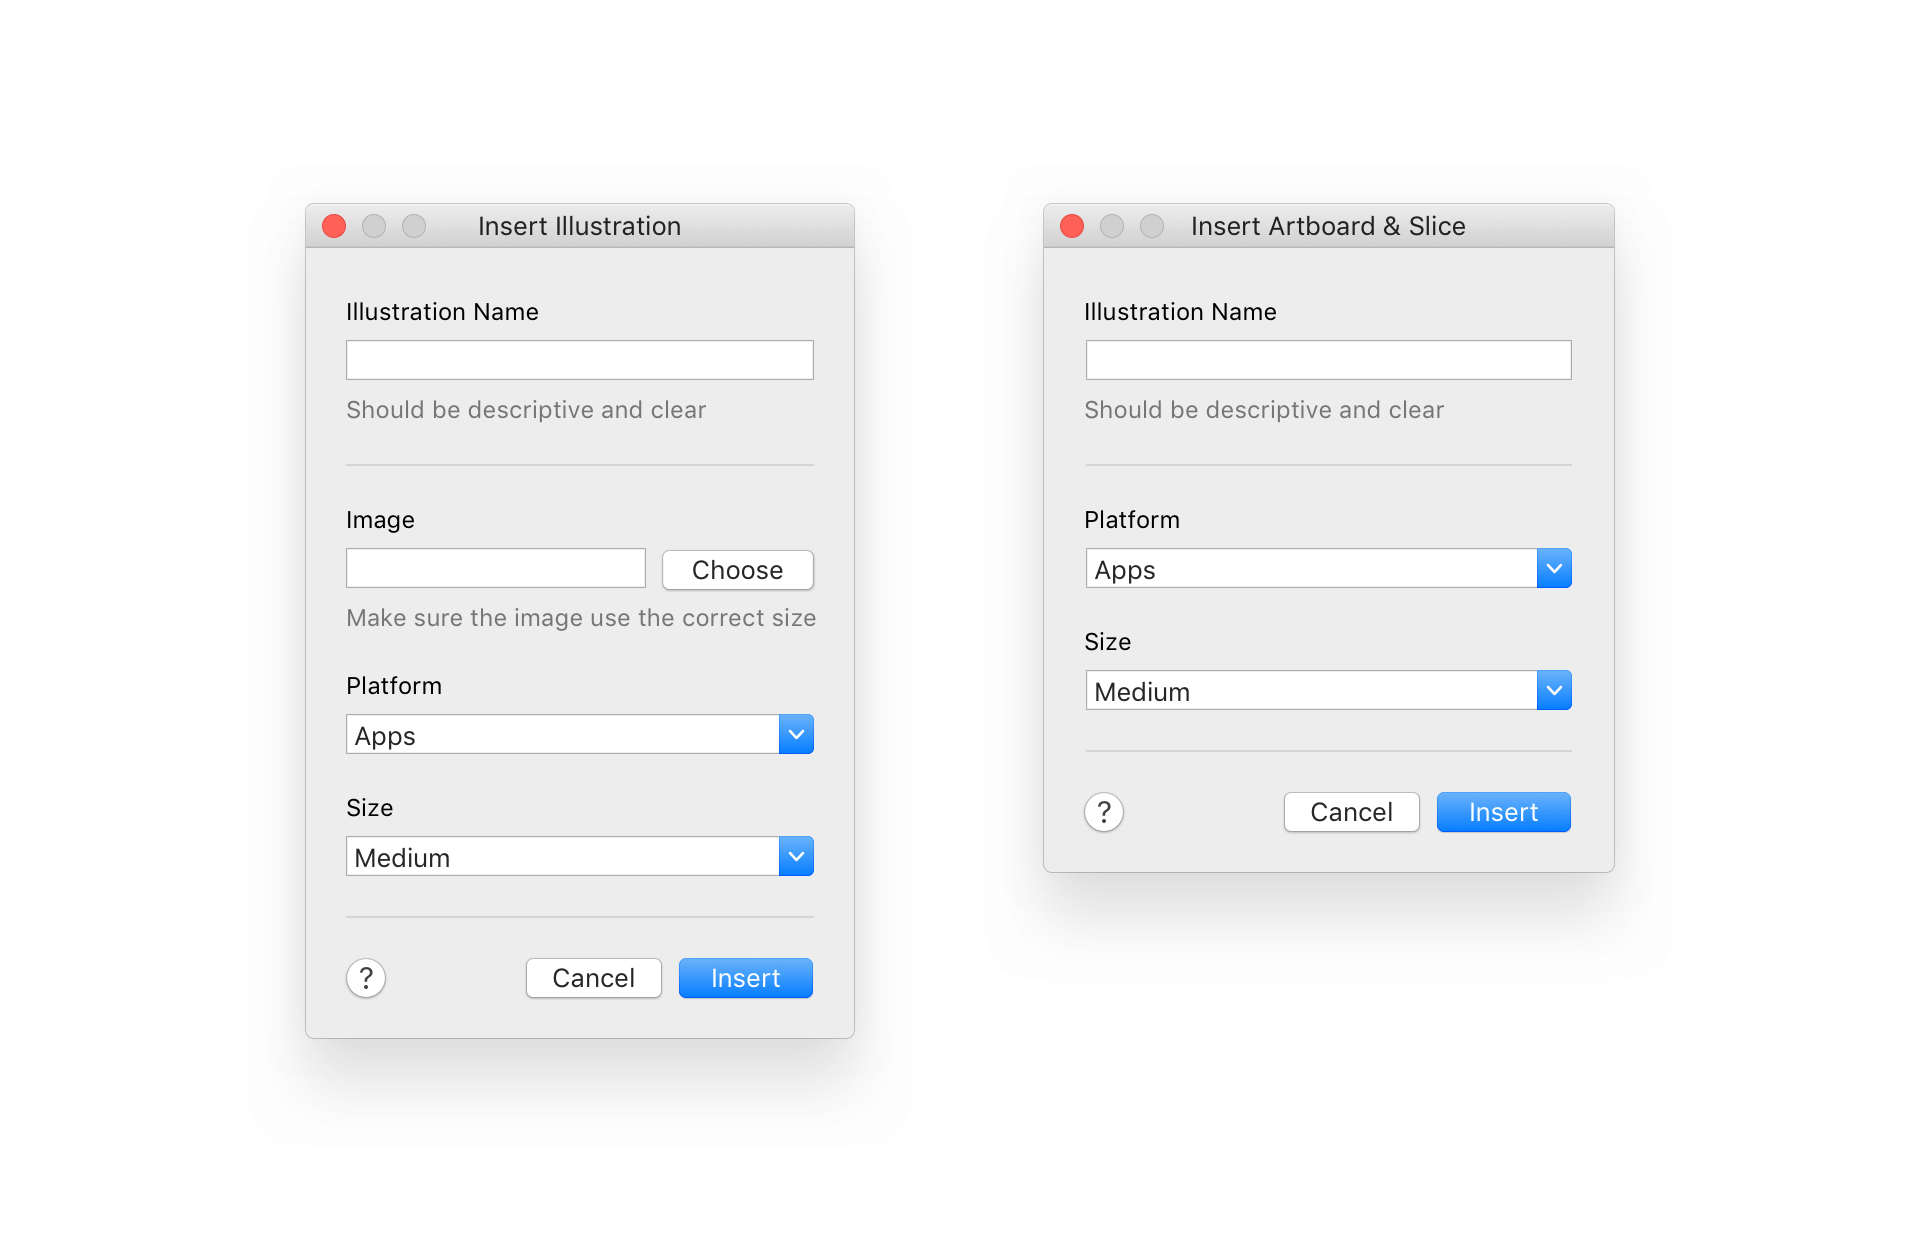 Insert Illustration
Illustration Name
Should be descriptive and clear
Image
Choose
Make sure the image use the correct size
Platform
Apps
Size
Medium
?
Cancel
Insert
Insert Artboard & Slice
Illustration Name
Should be descriptive and clear
Platform
Apps
Size
Medium
?
Cancel
Insert